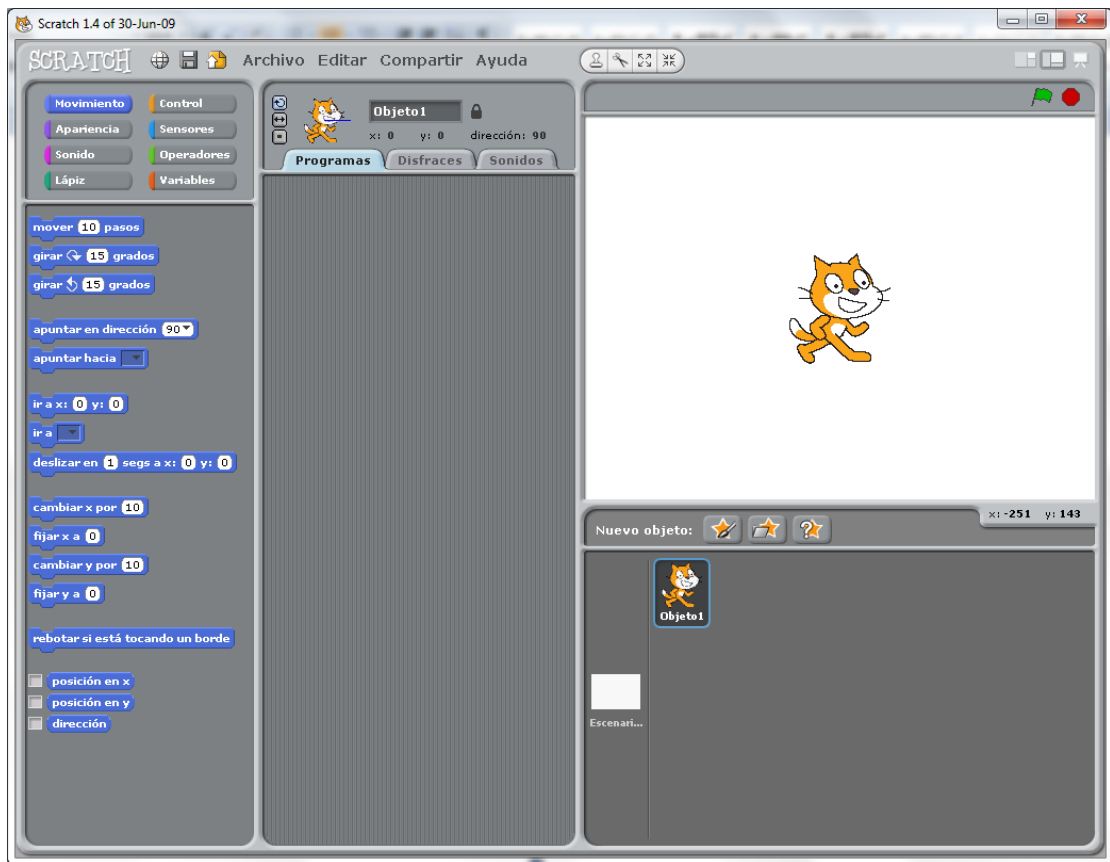 Scratch 1.4 of 30-Jun-09
SCRATCH Archivo Editar Compartir Ayuda
Movimiento Control
Apariencia Sensores
Sonido Operadores
Lápiz Variables
mover 10 pasos
girar 15 grados
girar 15 grados
apuntar en dirección 90
apuntar hacia
ir a x: 0 y: 0
ir a
deslizar en 1 segs a x: 0 y: 0
cambiar x por 10
fijar x a 0
cambiar y por 10
fijar y a 0
rebotar si está tocando un borde
posición en x
posición en y
dirección
Objeto1
x: 0 y: 0 dirección: 90
Programas Disfraces Sonidos
x: -251 y: 143
Nuevo objeto:
Objeto1
Escenari...